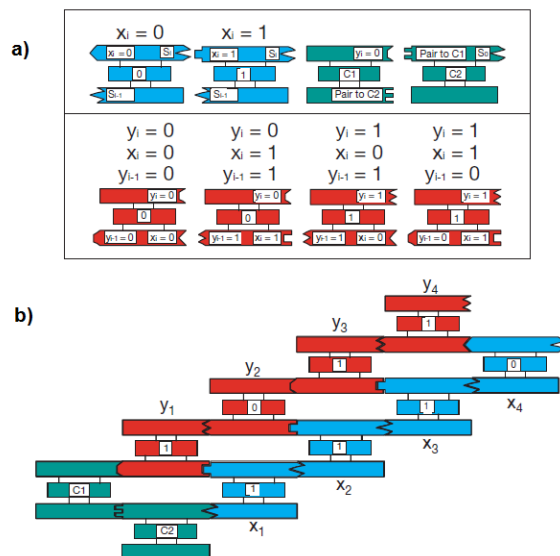 a)
xᵢ = 0 xᵢ = 1
xᵢ = 0 Sᵢ xᵢ = 1 Sᵢ yᵢ = 0 Pair to C1 S₀
0 1 C1 C2
Sᵢ₋₁ Sᵢ₋₁ Pair to C2
yᵢ = 0 yᵢ = 0 yᵢ = 1 yᵢ = 1
xᵢ = 0 xᵢ = 1 xᵢ = 0 xᵢ = 1
yᵢ₋₁ = 0 yᵢ₋₁ = 1 yᵢ₋₁ = 1 yᵢ₋₁ = 0
yᵢ = 0 yᵢ = 0 yᵢ = 1 yᵢ = 1
0 0 1 1
yᵢ₋₁ = 0 xᵢ = 0 yᵢ₋₁ = 1 xᵢ = 1 yᵢ₋₁ = 1 xᵢ = 0 yᵢ₋₁ = 0 xᵢ = 1
b)
y₄
1
y₃
1 0
y₂
x₄
0 1
y₁
x₃
1 1
x₂
C1 1
x₁
C2